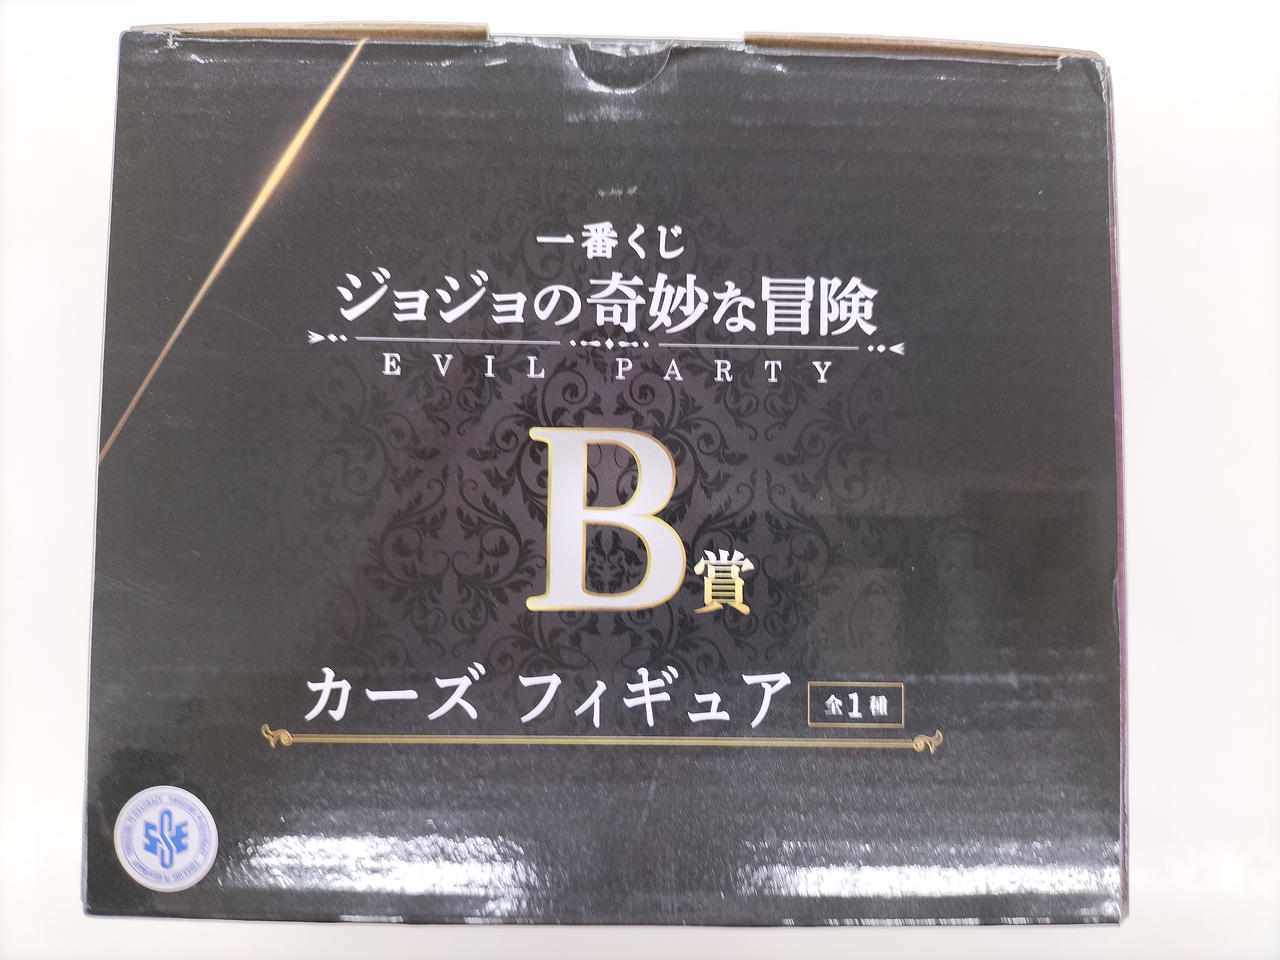 一番くじ
ジョジョの奇妙な冒険
EVIL PARTY
B賞
カーズ フィギュア 全1種